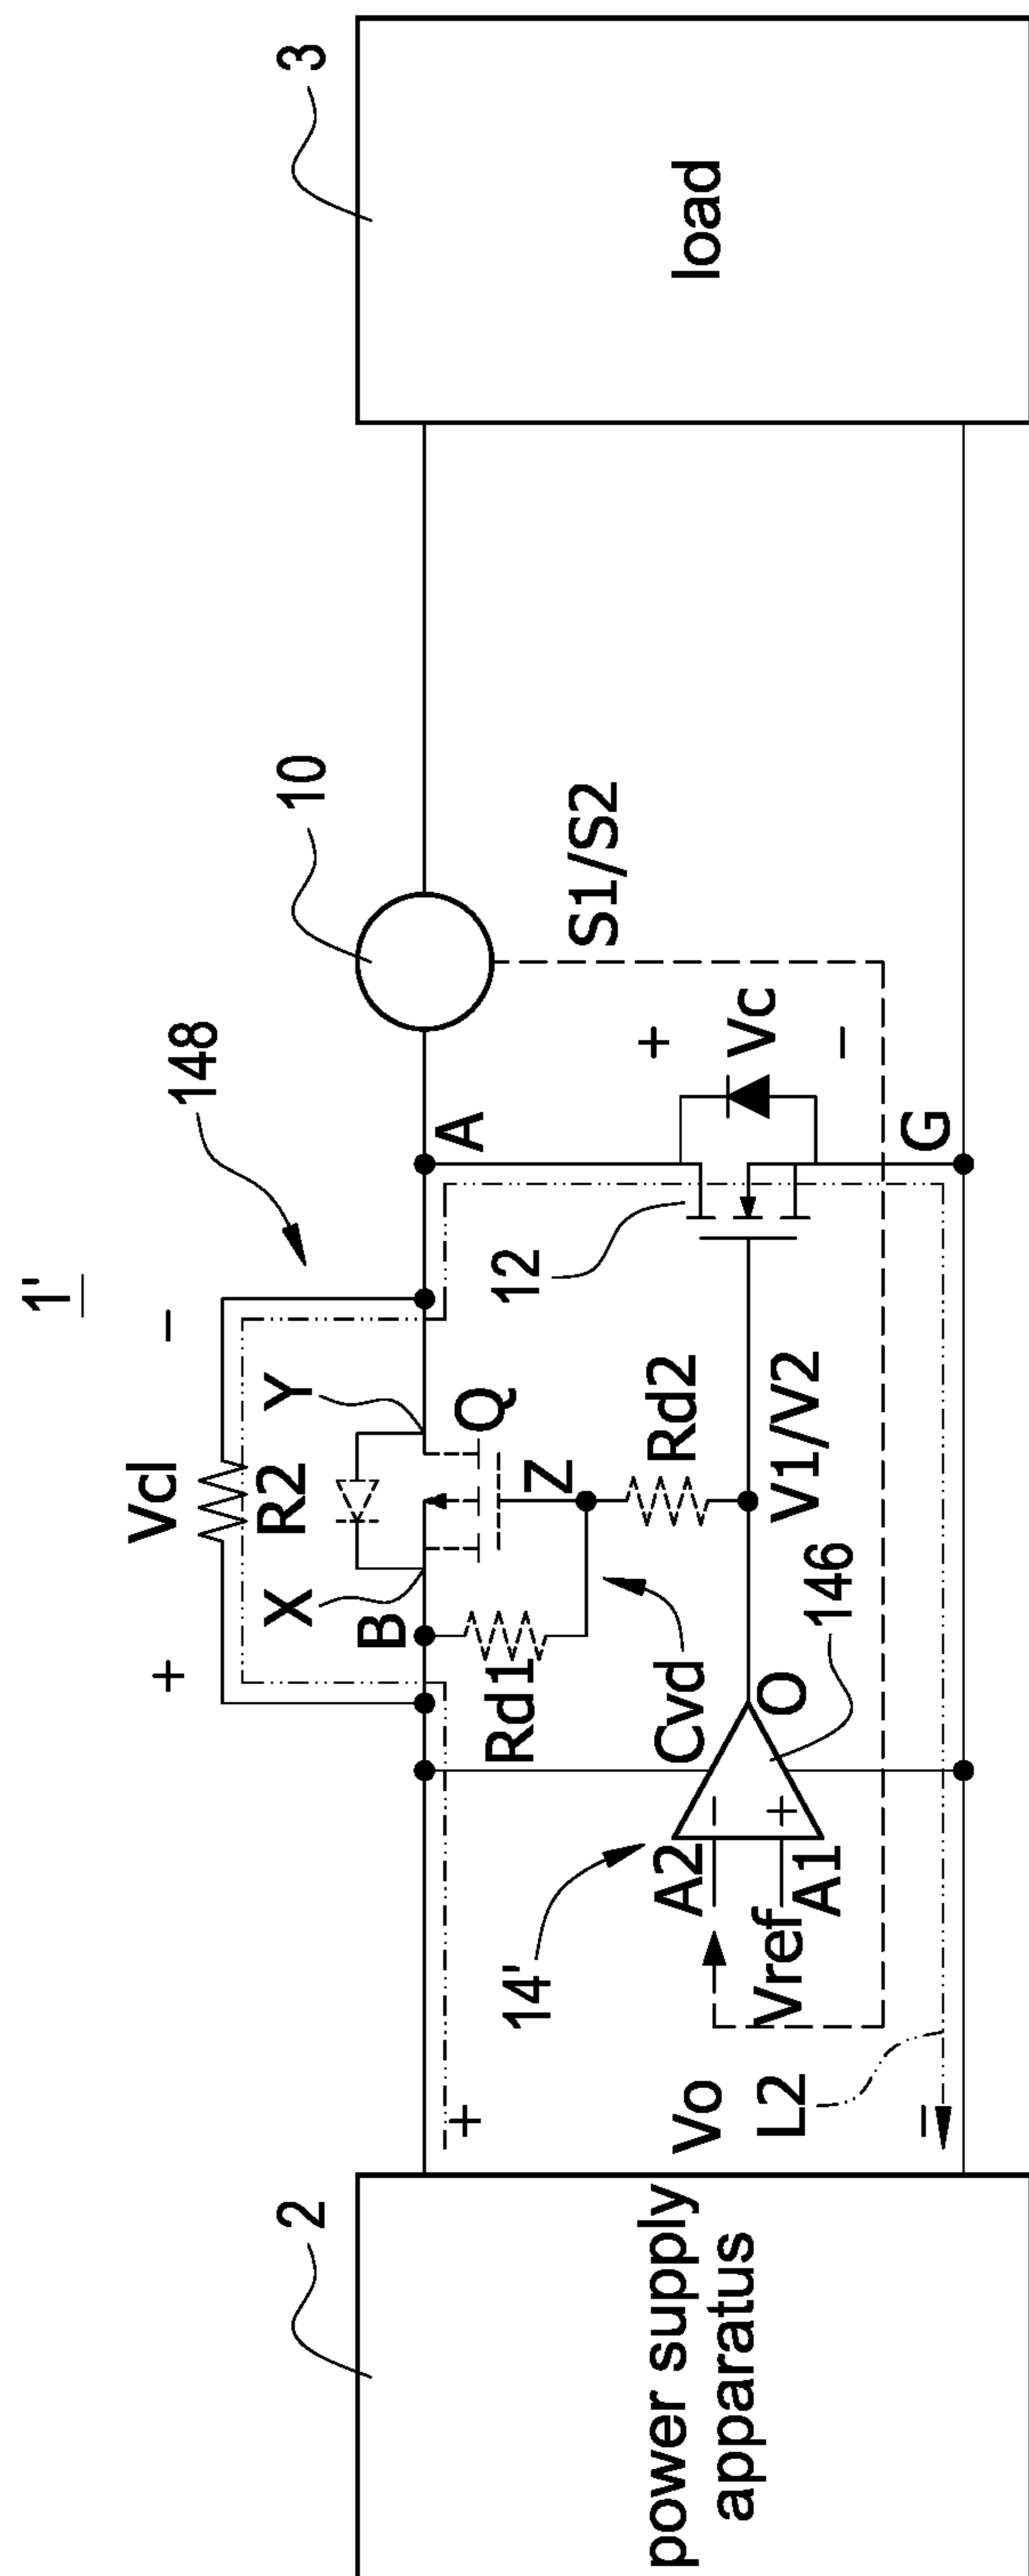 1'
Vcl
+
−
148
R2
X
Y
B
Q
A
10
3
2
Rd1
Z
Cvd
Rd2
12
S1/S2
+
Vc
−
G
14'
A2
−
+
A1
Vref
O
146
V1/V2
+
Vo
−
L2
power supply
apparatus
load